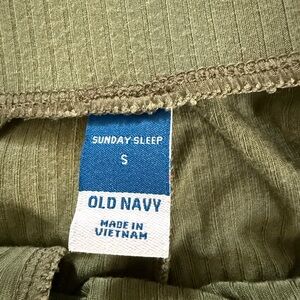 SUNDAY SLEEP
S
OLD NAVY
MADE IN
VIETNAM